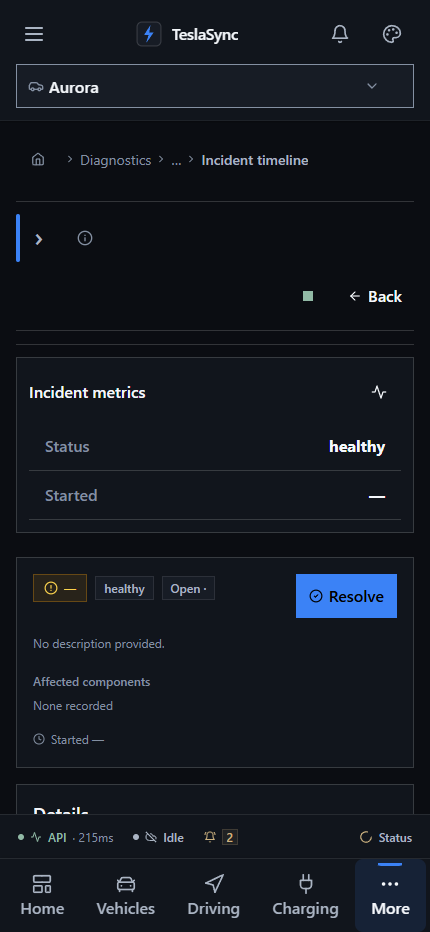 TeslaSync
Aurora
Diagnostics
...
Incident timeline
Back
Incident metrics
Status healthy
Started —
— healthy Open ·
Resolve
No description provided.
Affected components
None recorded
Started —
Details
API · 215ms Idle 2 Status
Home Vehicles Driving Charging More